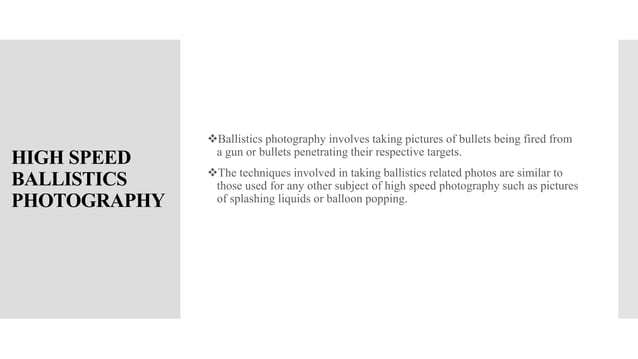 HIGH SPEED
BALLISTICS
PHOTOGRAPHY
❖Ballistics photography involves taking pictures of bullets being fired from
a gun or bullets penetrating their respective targets.
❖The techniques involved in taking ballistics related photos are similar to
those used for any other subject of high speed photography such as pictures
of splashing liquids or balloon popping.